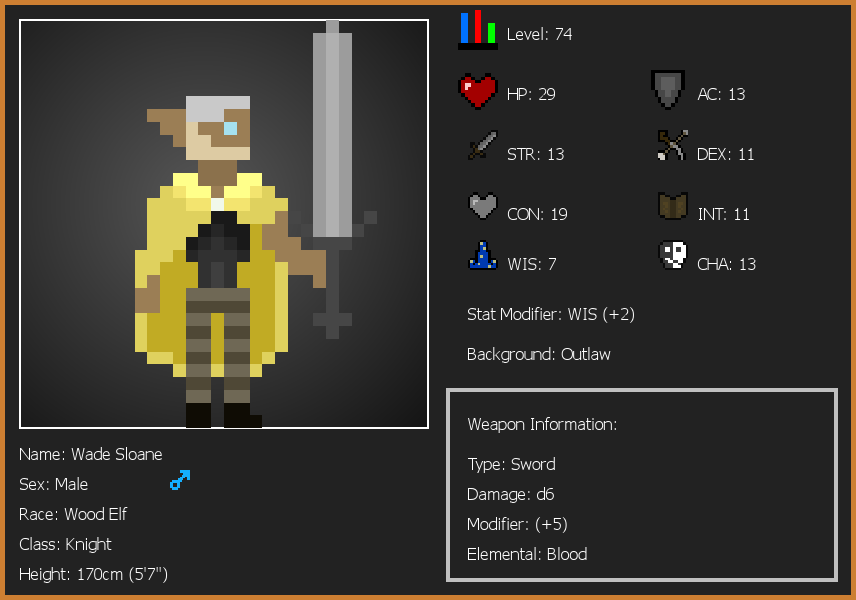 Level: 74
HP: 29
AC: 13
STR: 13
DEX: 11
CON: 19
INT: 11
WIS: 7
CHA: 13
Stat Modifier: WIS (+2)
Background: Outlaw
Weapon Information:
Type: Sword
Damage: d6
Modifier: (+5)
Elemental: Blood
Name: Wade Sloane
Sex: Male
Race: Wood Elf
Class: Knight
Height: 170cm (5'7")